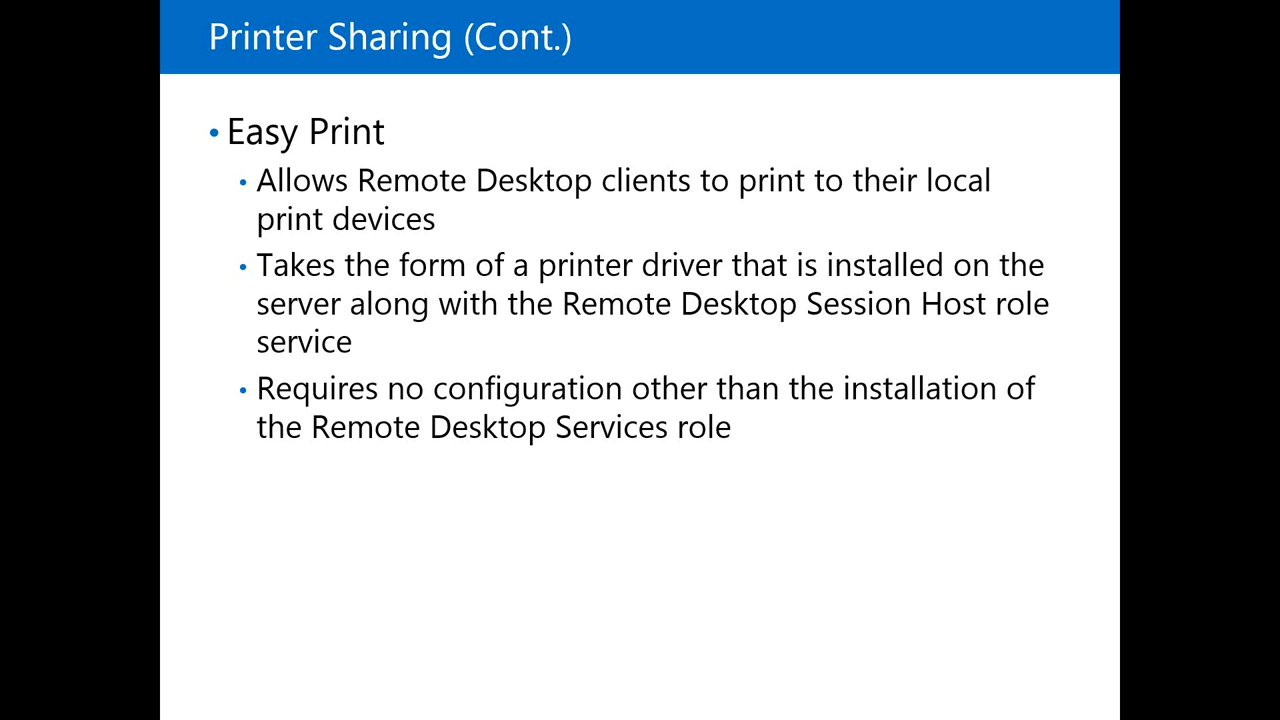 Printer Sharing (Cont.)
• Easy Print
• Allows Remote Desktop clients to print to their local
print devices
• Takes the form of a printer driver that is installed on the
server along with the Remote Desktop Session Host role
service
• Requires no configuration other than the installation of
the Remote Desktop Services role